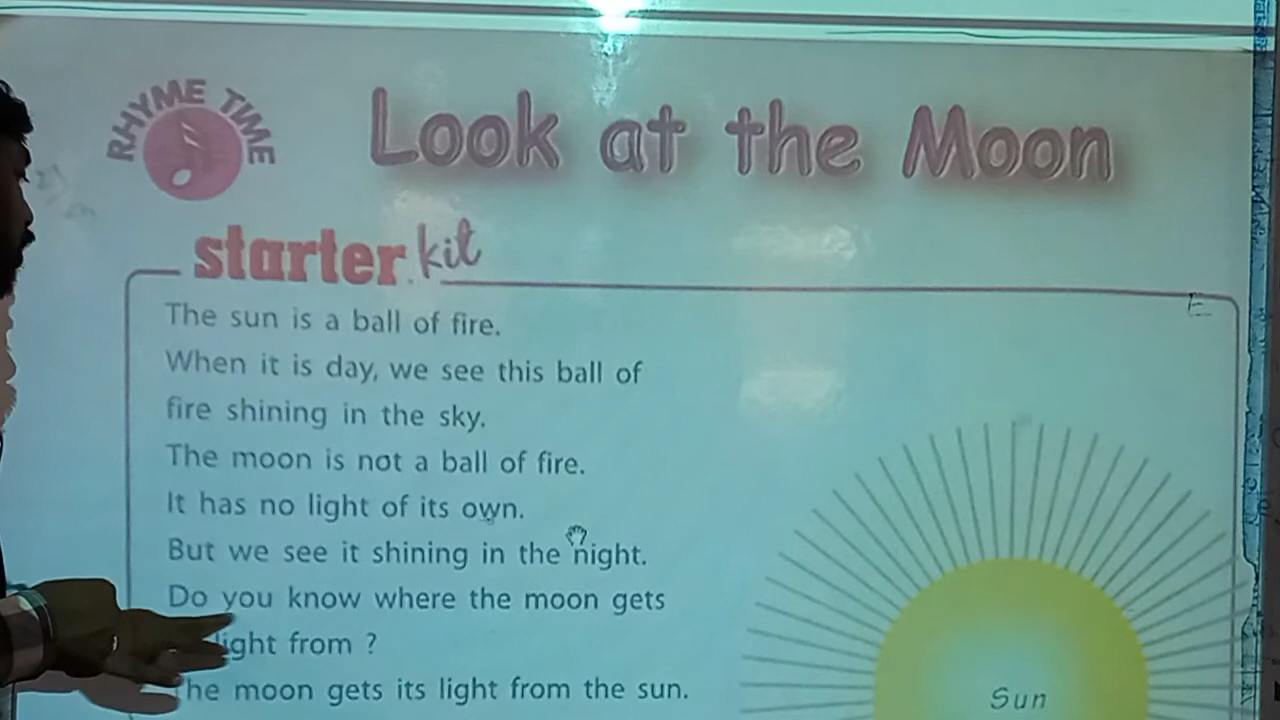 RHYME TIME
Look at the Moon
starter kit
The sun is a ball of fire.
When it is day, we see this ball of
fire shining in the sky.
The moon is not a ball of fire.
It has no light of its own.
But we see it shining in the night.
Do you know where the moon gets
light from ?
The moon gets its light from the sun.
Sun